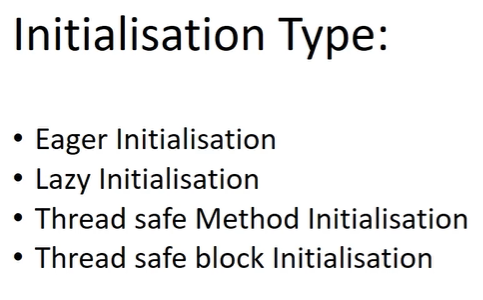 Initialisation Type:
• Eager Initialisation
• Lazy Initialisation
• Thread safe Method Initialisation
• Thread safe block Initialisation